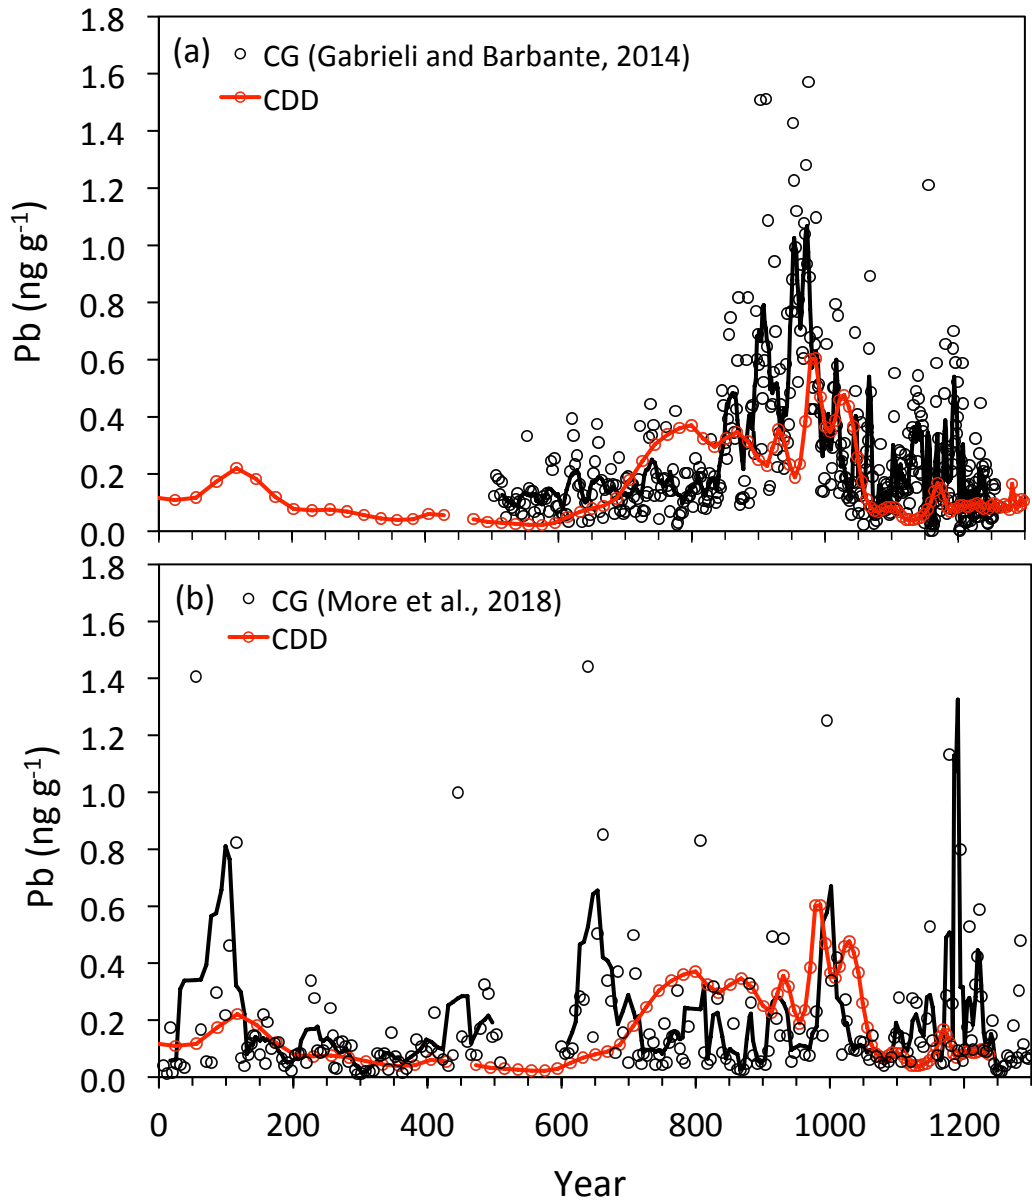 1.8
(a) CG (Gabrieli and Barbante, 2014)
CDD
1.6
1.4
1.2
1.0
0.8
0.6
0.4
0.2
0.0
Pb (ng g-1)
1.8
(b) CG (More et al., 2018)
CDD
1.6
1.4
1.2
1.0
0.8
0.6
0.4
0.2
0.0
Pb (ng g-1)
0 200 400 600 800 1000 1200
Year